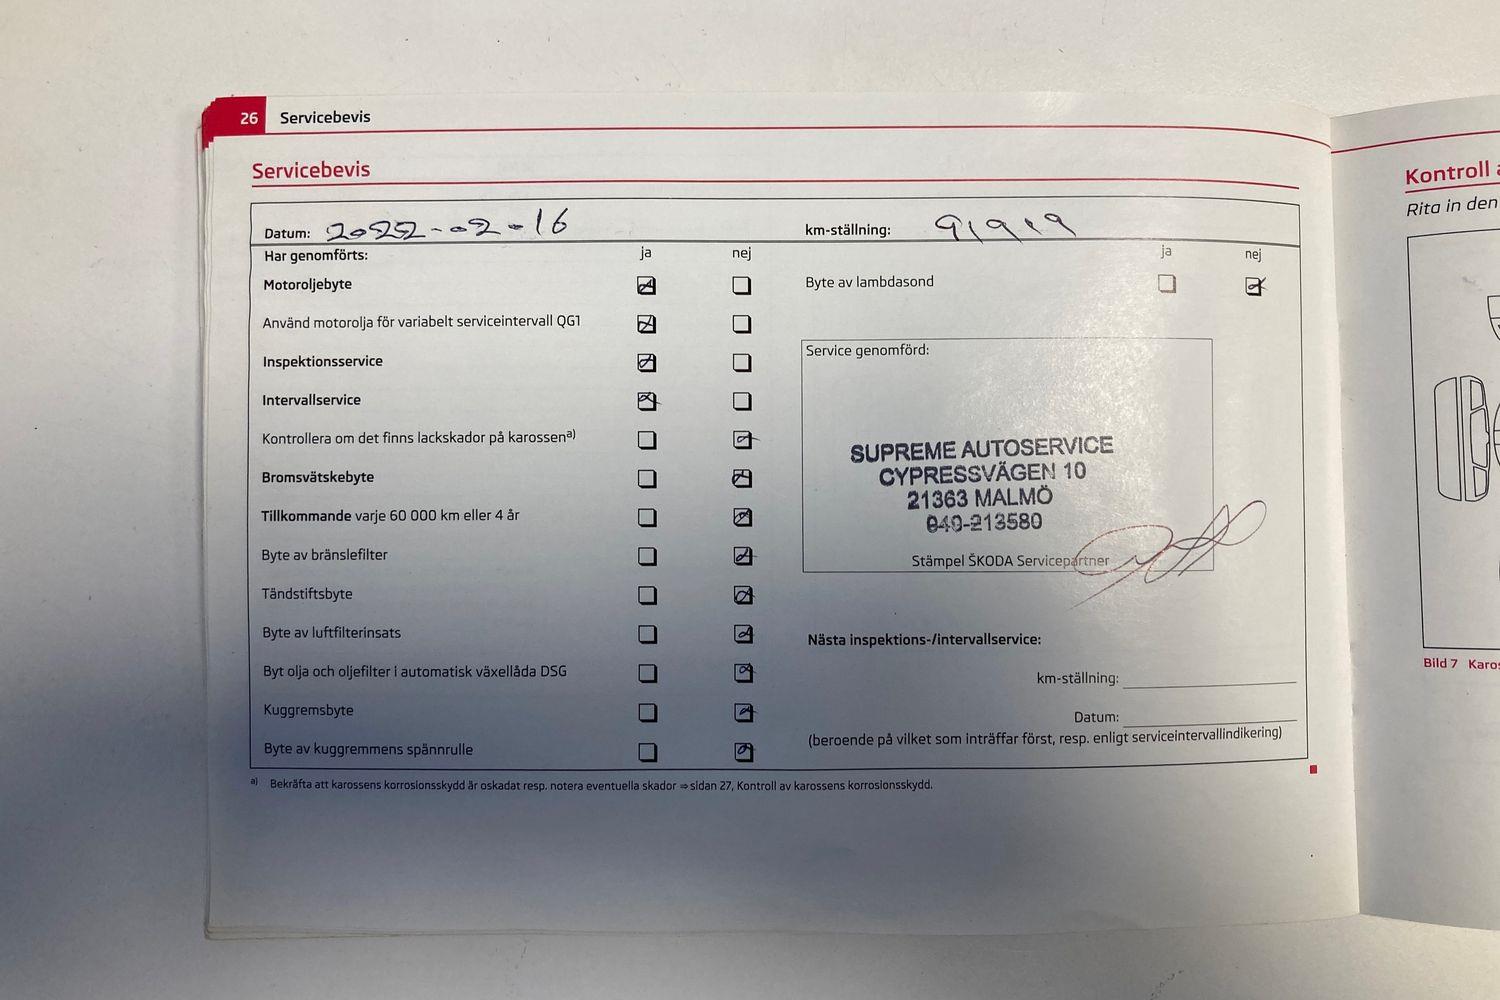 26 Servicebevis
Servicebevis
Datum: 2022-02-16 km-ställning: 91919
Har genomförts: ja nej ja nej
Motoroljebyte
Byte av lambdasond
Använd motorolja för variabelt serviceintervall QG1
Inspektionsservice
Intervallservice
Kontrollera om det finns lackskador på karossen a)
Bromsvätskebyte
Tillkommande varje 60 000 km eller 4 år
Byte av bränslefilter
Tändstiftsbyte
Byte av luftfilterinsats
Byt olja och oljefilter i automatisk växellåda DSG
Kuggremsbyte
Byte av kuggremmens spännrulle
Service genomförd:
SUPREME AUTOSERVICE
CYPRESSVÄGEN 10
21363 MALMÖ
040-213580
Stämpel ŠKODA Servicepartner
Nästa inspektions-/intervallservice:
km-ställning:
Datum:
(beroende på vilket som inträffar först, resp. enligt serviceintervallindikering)
a) Bekräfta att karossens korrosionsskydd är oskadat resp. notera eventuella skador ⇒ sidan 27, Kontroll av karossens korrosionsskydd.
Kontroll
Rita in den
Bild 7